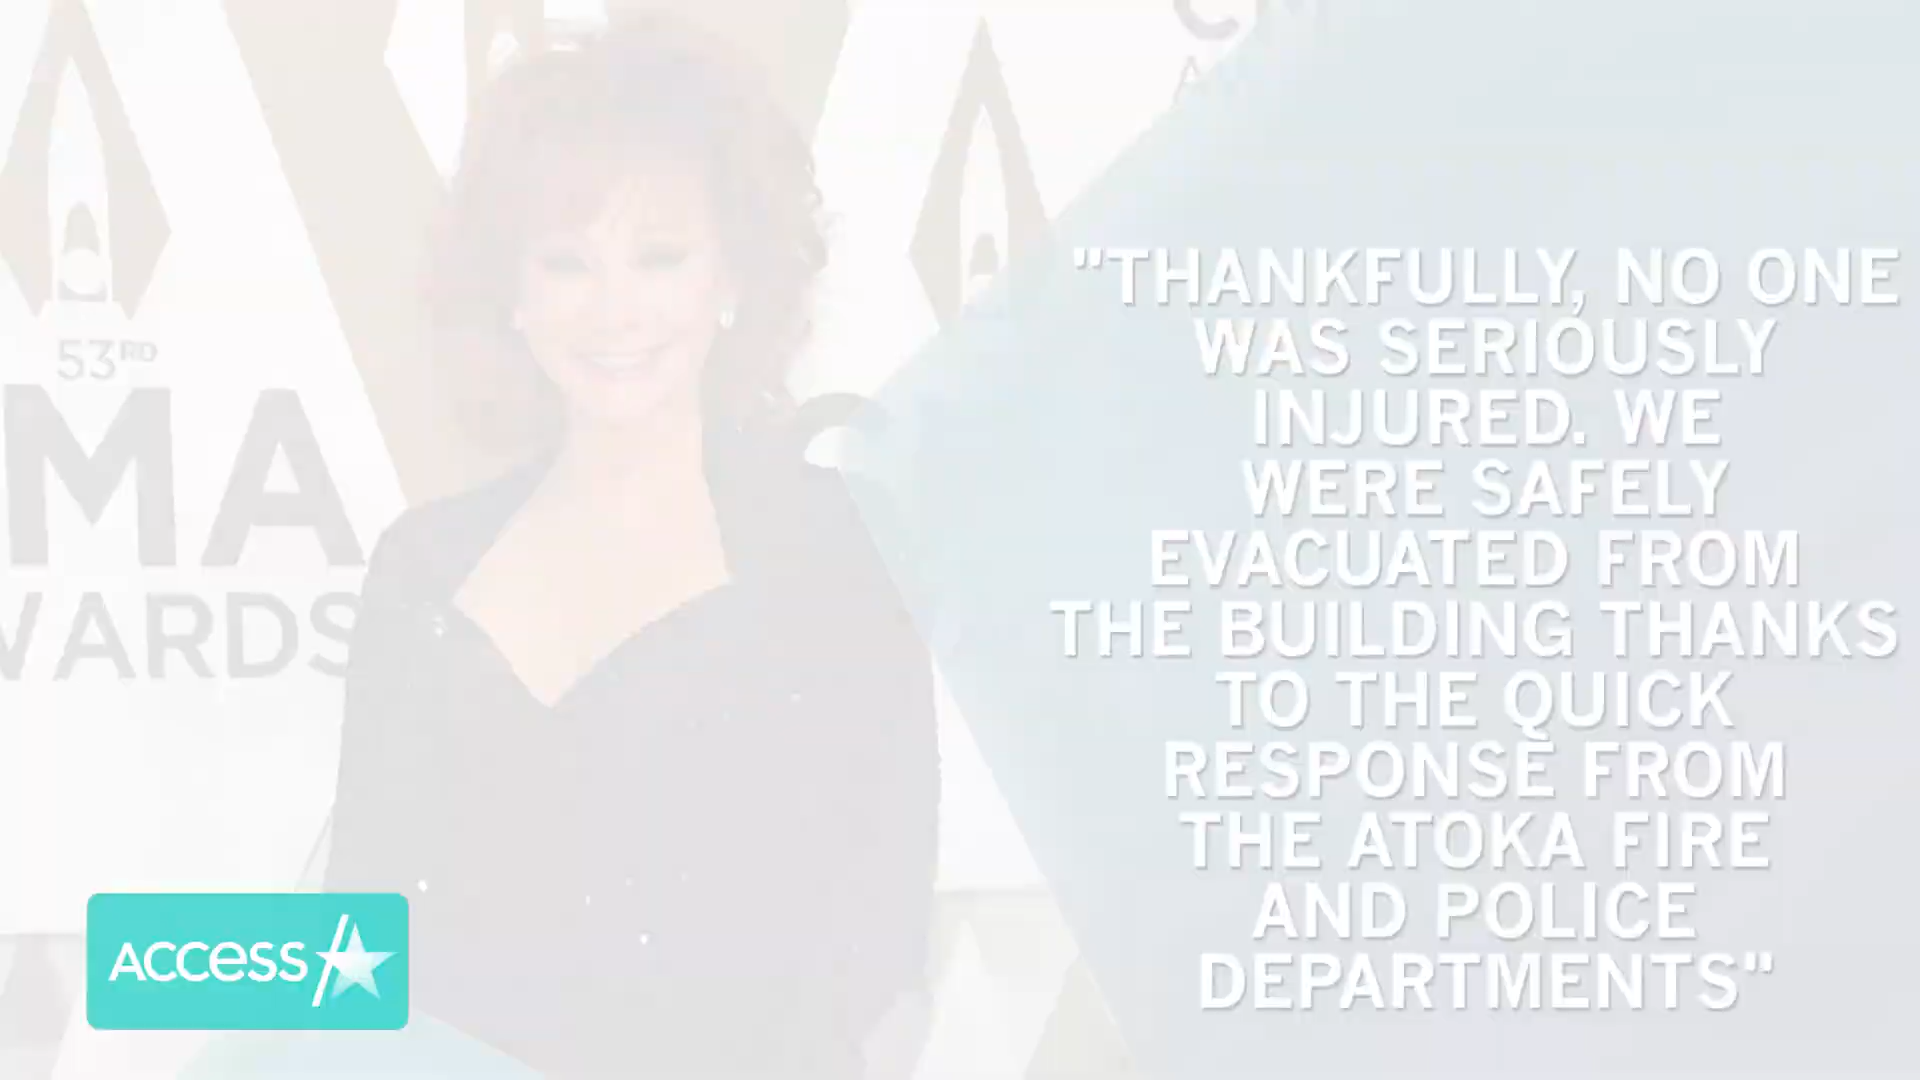 53RD
MA
WARDS
"THANKFULLY, NO ONE
WAS SERIOUSLY
INJURED. WE
WERE SAFELY
EVACUATED FROM
THE BUILDING THANKS
TO THE QUICK
RESPONSE FROM
THE ATOKA FIRE
AND POLICE
DEPARTMENTS"
ACCESS